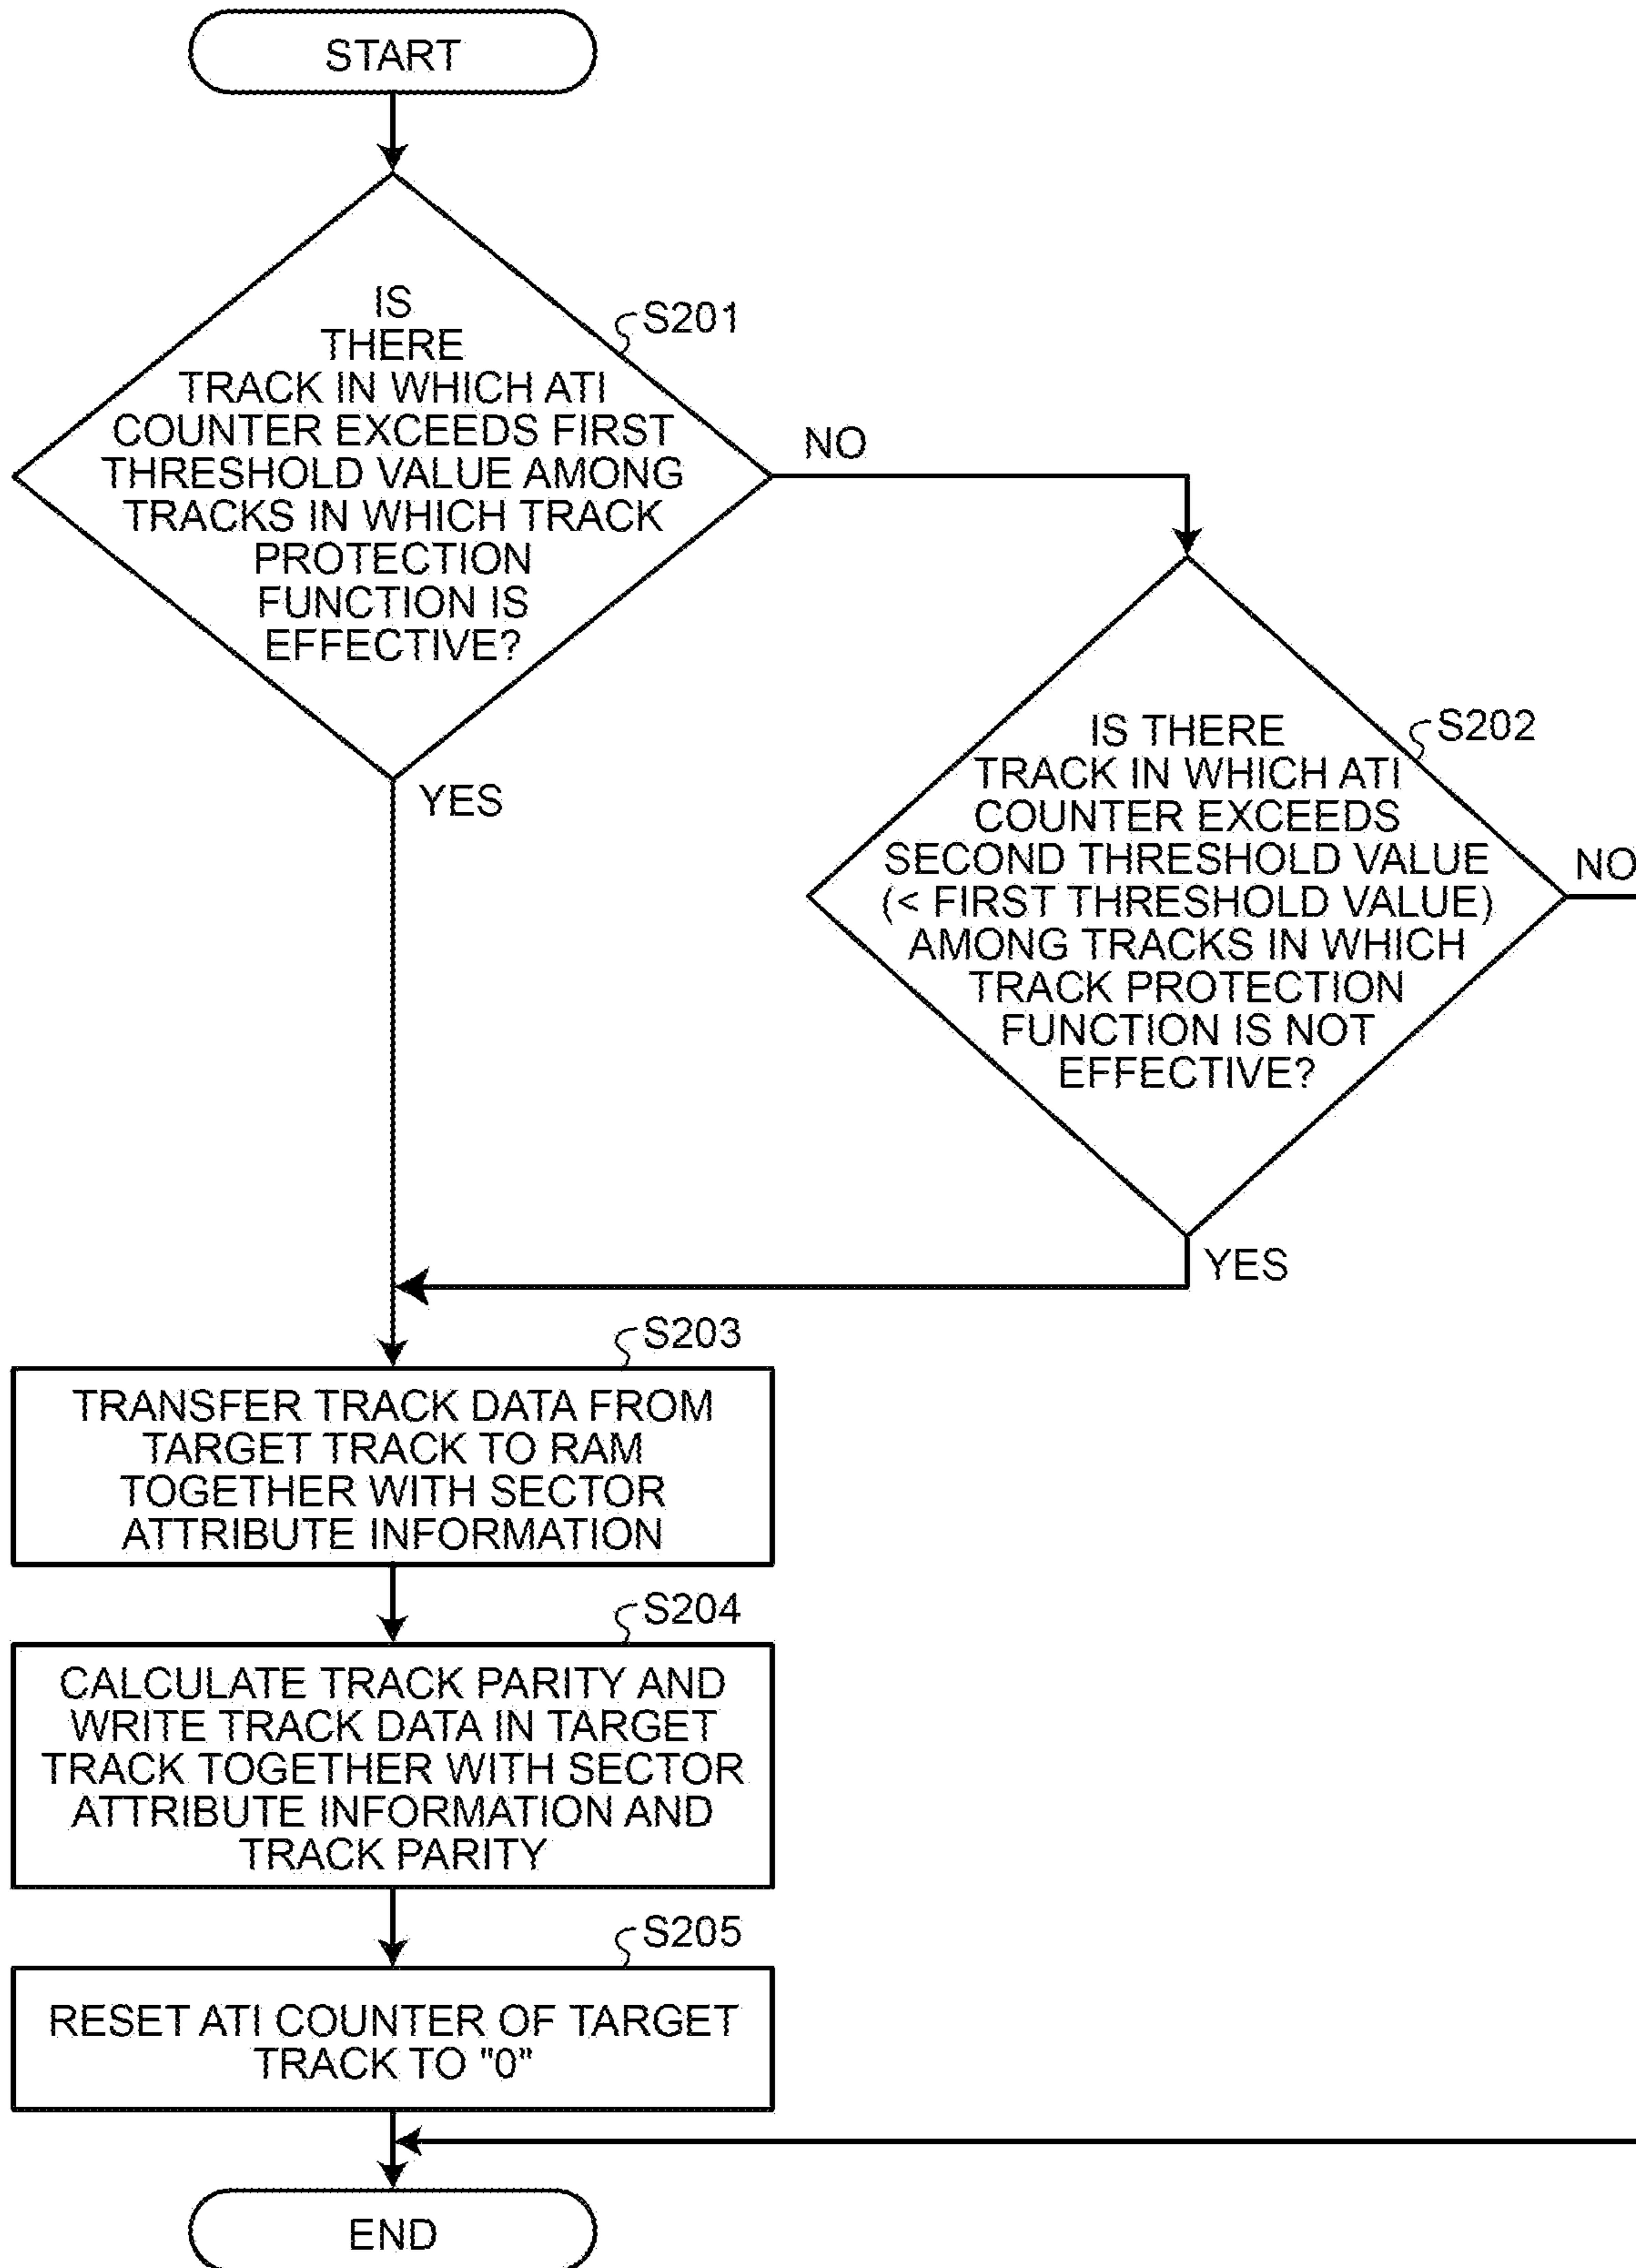 START
IS
THERE
TRACK IN WHICH ATI
COUNTER EXCEEDS FIRST
THRESHOLD VALUE AMONG
TRACKS IN WHICH TRACK
PROTECTION
FUNCTION IS
EFFECTIVE?
S201
NO
YES
IS THERE
TRACK IN WHICH ATI
COUNTER EXCEEDS
SECOND THRESHOLD VALUE
(< FIRST THRESHOLD VALUE)
AMONG TRACKS IN WHICH
TRACK PROTECTION
FUNCTION IS NOT
EFFECTIVE?
S202
NO
YES
S203
TRANSFER TRACK DATA FROM
TARGET TRACK TO RAM
TOGETHER WITH SECTOR
ATTRIBUTE INFORMATION
S204
CALCULATE TRACK PARITY AND
WRITE TRACK DATA IN TARGET
TRACK TOGETHER WITH SECTOR
ATTRIBUTE INFORMATION AND
TRACK PARITY
S205
RESET ATI COUNTER OF TARGET
TRACK TO "0"
END